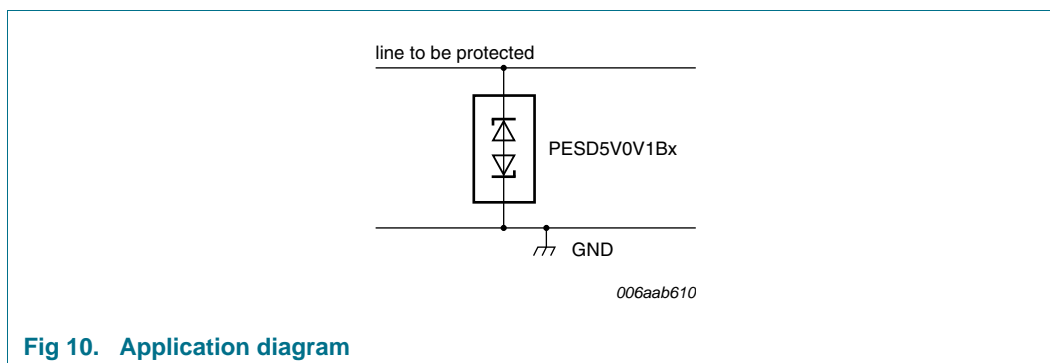 line to be protected
PESD5V0V1Bx
GND
006aab610
Fig 10. Application diagram